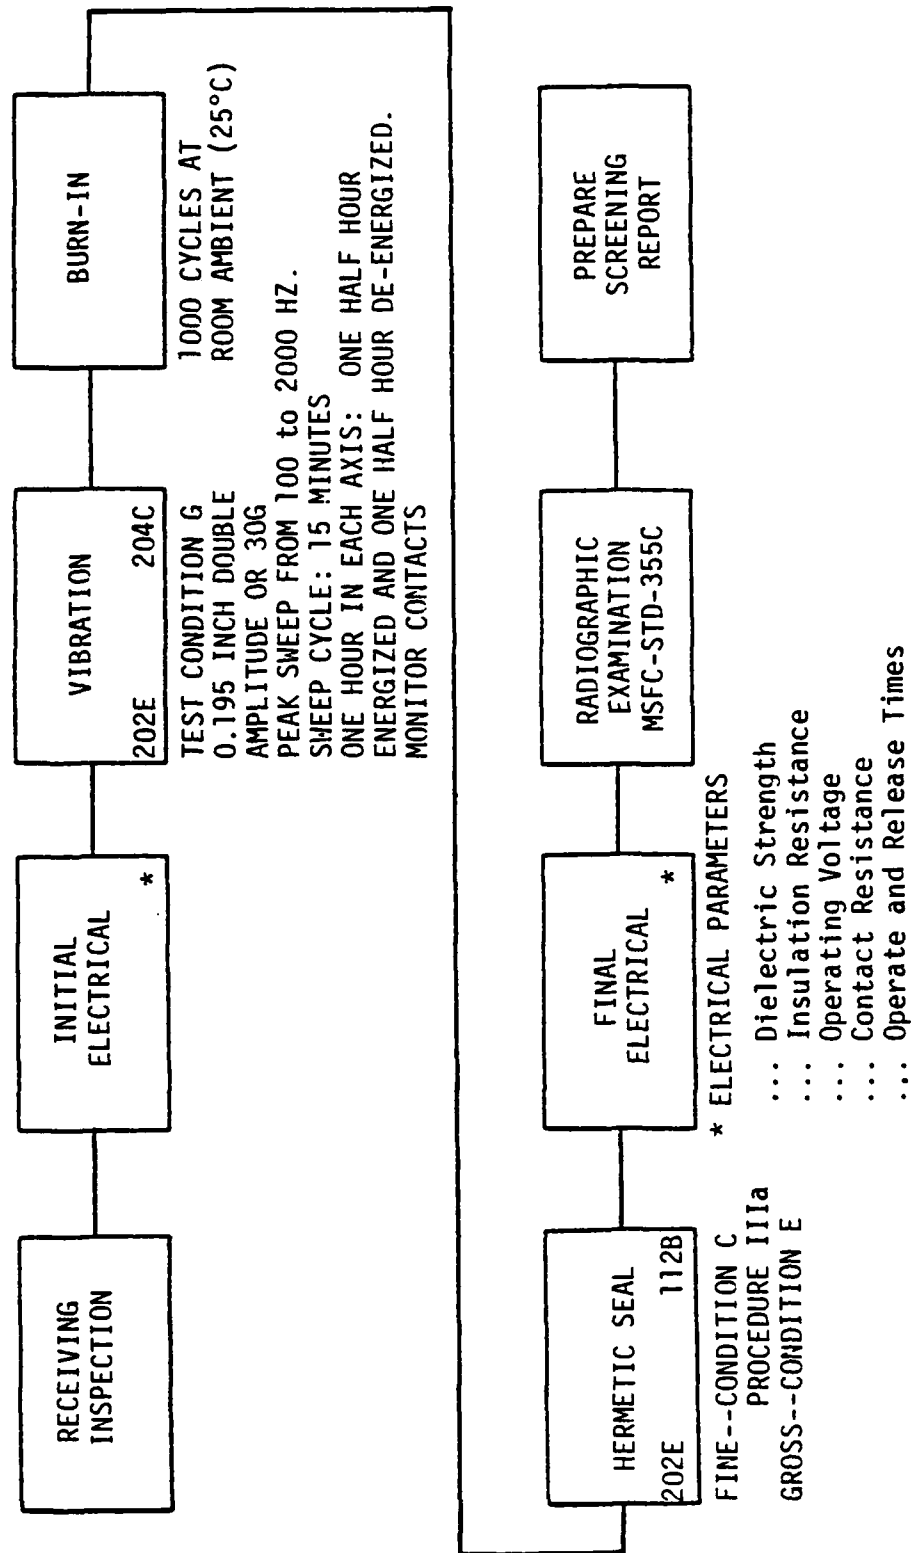 RECEIVING
INSPECTION
INITIAL
ELECTRICAL
*
VIBRATION
202E 204C
TEST CONDITION G
0.195 INCH DOUBLE
AMPLITUDE OR 30G
PEAK SWEEP FROM 100 to 2000 HZ.
SWEEP CYCLE: 15 MINUTES
ONE HOUR IN EACH AXIS: ONE HALF HOUR
ENERGIZED AND ONE HALF HOUR DE-ENERGIZED.
MONITOR CONTACTS
BURN-IN
1000 CYCLES AT
ROOM AMBIENT (25°C)
HERMETIC SEAL
202E 112B
FINE--CONDITION C
PROCEDURE IIIa
GROSS--CONDITION E
FINAL
ELECTRICAL
*
* ELECTRICAL PARAMETERS
... Dielectric Strength
... Insulation Resistance
... Operating Voltage
... Contact Resistance
... Operate and Release Times
RADIOGRAPHIC
EXAMINATION
MSFC-STD-355C
PREPARE
SCREENING
REPORT